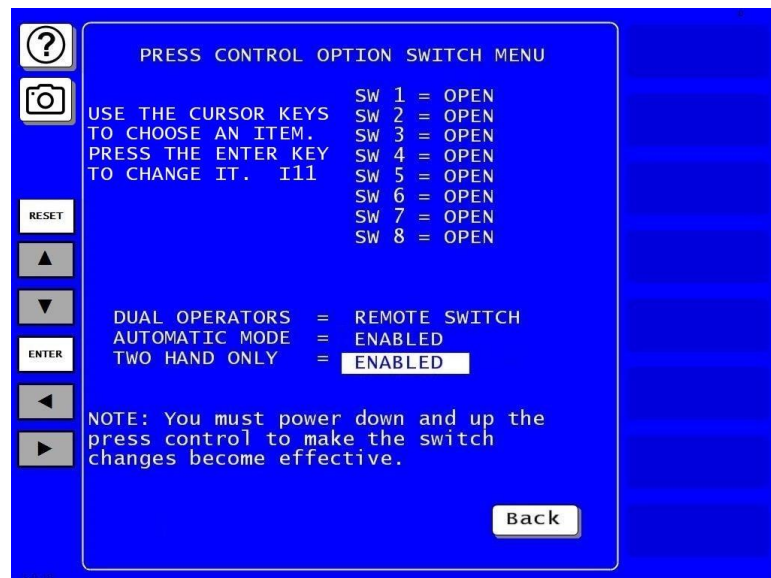 ?
PRESS CONTROL OPTION SWITCH MENU
USE THE CURSOR KEYS
TO CHOOSE AN ITEM.
PRESS THE ENTER KEY
TO CHANGE IT. I11
SW 1 = OPEN
SW 2 = OPEN
SW 3 = OPEN
SW 4 = OPEN
SW 5 = OPEN
SW 6 = OPEN
SW 7 = OPEN
SW 8 = OPEN
RESET
ENTER
DUAL OPERATORS = REMOTE SWITCH
AUTOMATIC MODE = ENABLED
TWO HAND ONLY = ENABLED
NOTE: You must power down and up the
press control to make the switch
changes become effective.
Back